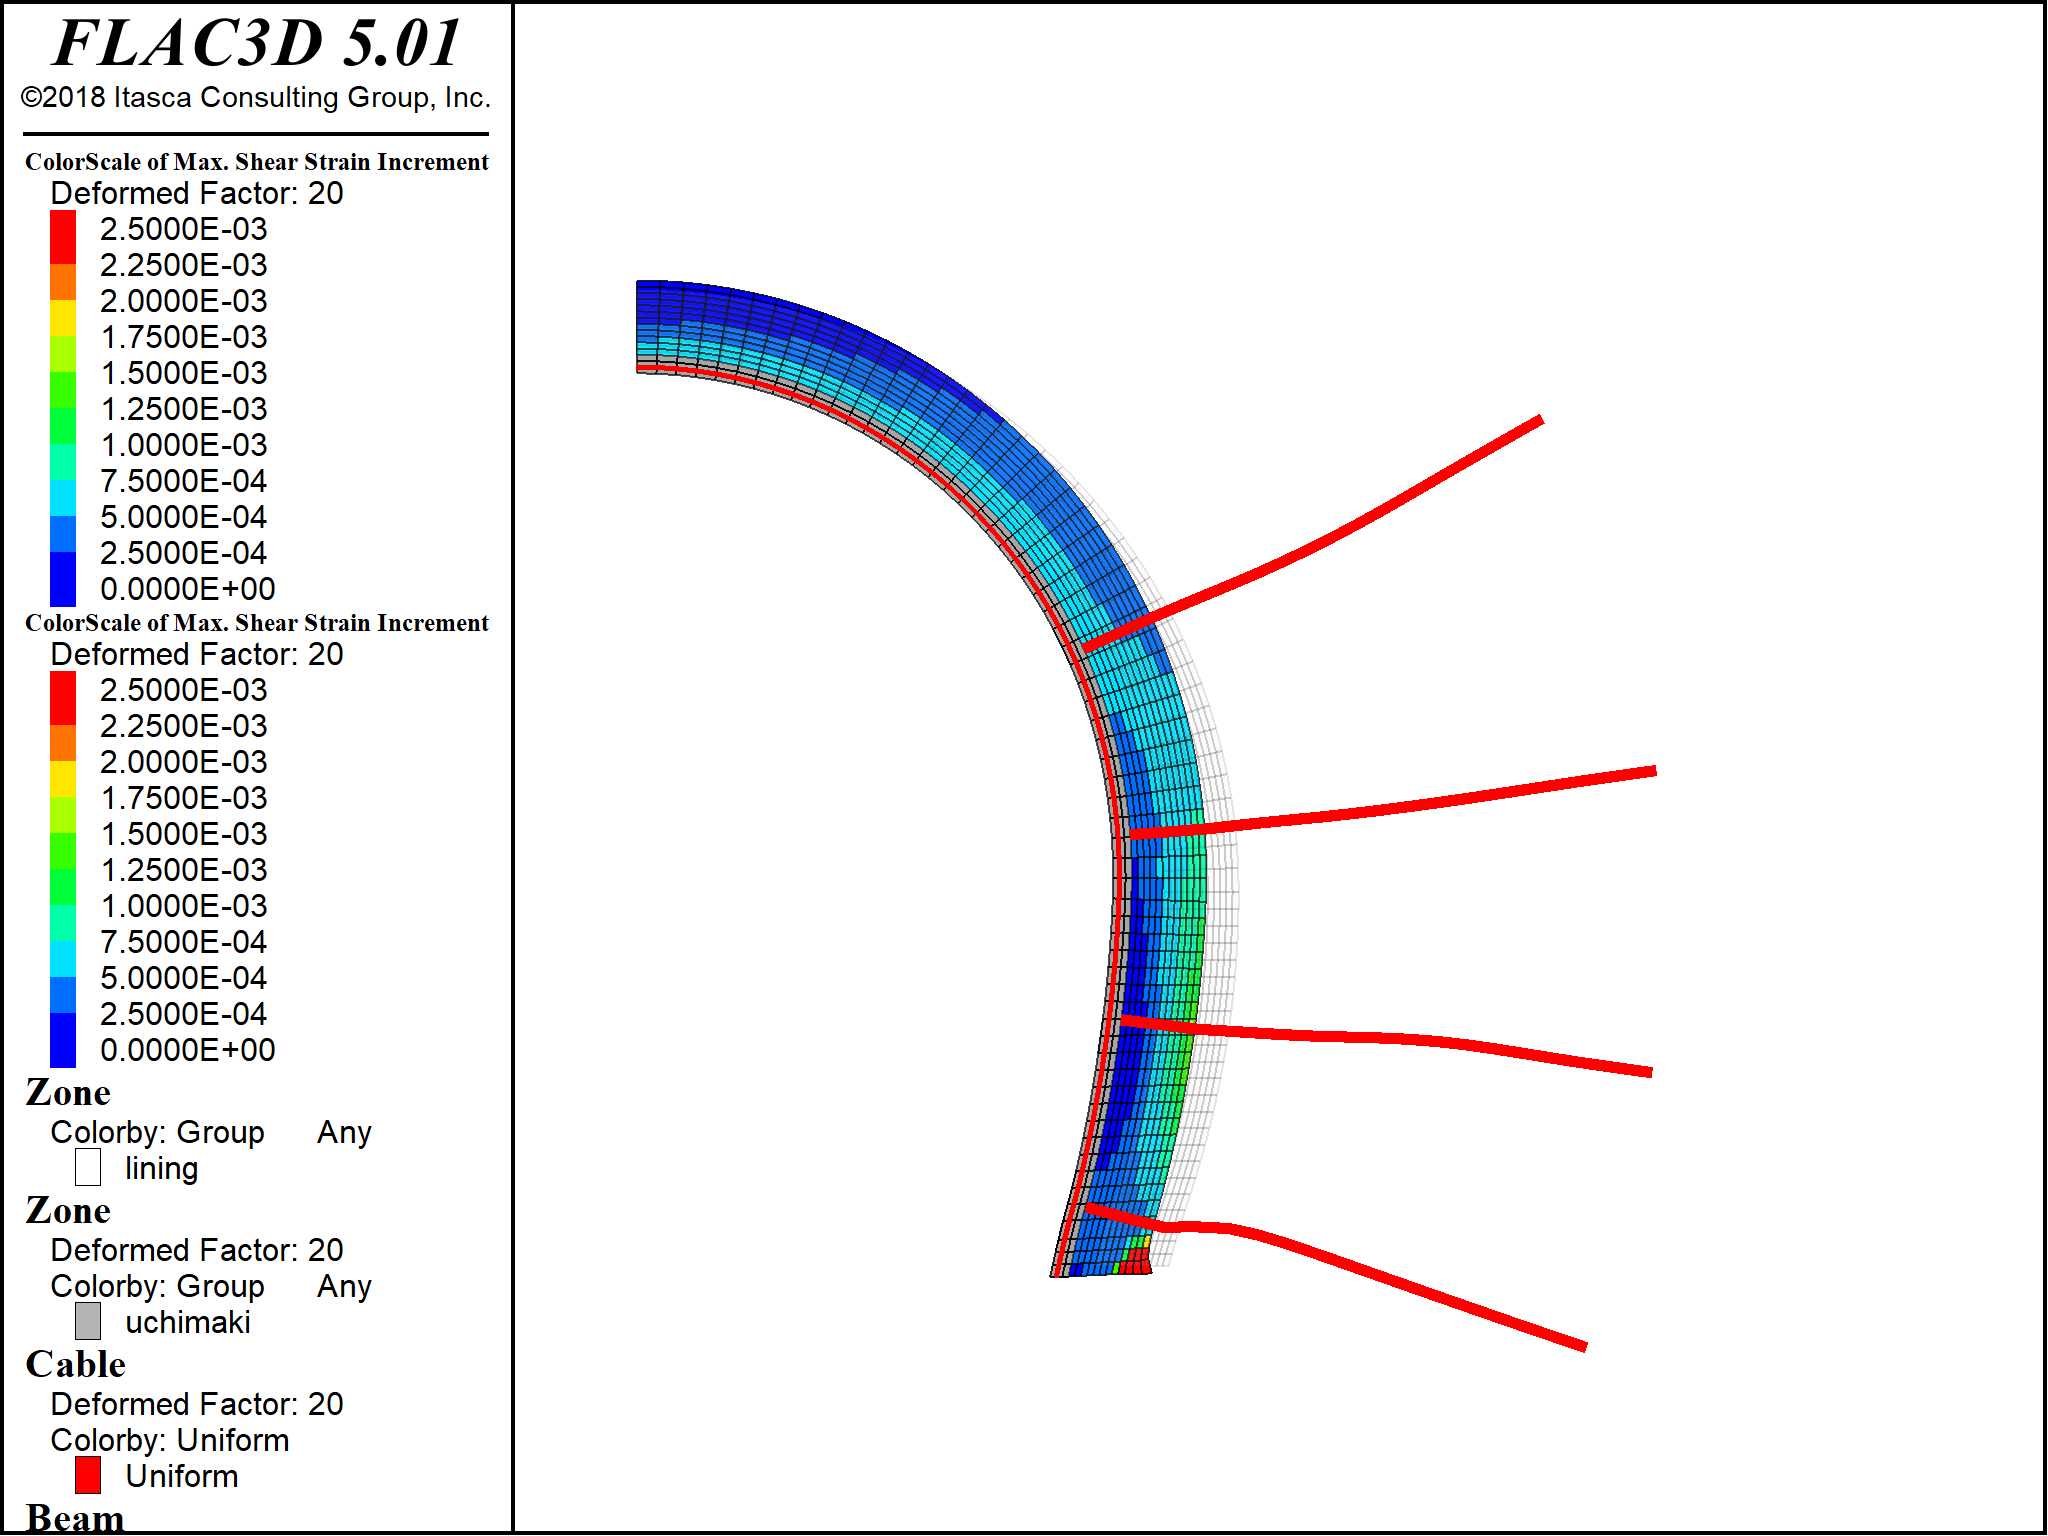 FLAC3D 5.01
©2018 Itasca Consulting Group, Inc.
ColorScale of Max. Shear Strain Increment
Deformed Factor: 20
2.5000E-03
2.2500E-03
2.0000E-03
1.7500E-03
1.5000E-03
1.2500E-03
1.0000E-03
7.5000E-04
5.0000E-04
2.5000E-04
0.0000E+00
ColorScale of Max. Shear Strain Increment
Deformed Factor: 20
2.5000E-03
2.2500E-03
2.0000E-03
1.7500E-03
1.5000E-03
1.2500E-03
1.0000E-03
7.5000E-04
5.0000E-04
2.5000E-04
0.0000E+00
Zone
Colorby: Group Any
lining
Zone
Deformed Factor: 20
Colorby: Group Any
uchimaki
Cable
Deformed Factor: 20
Colorby: Uniform
Uniform
Beam